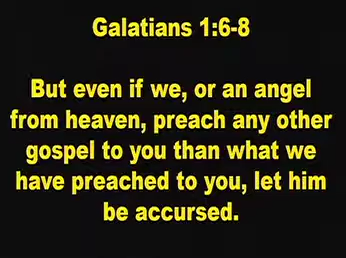 Galatians 1:6-8
But even if we, or an angel
from heaven, preach any other
gospel to you than what we
have preached to you, let him
be accursed.